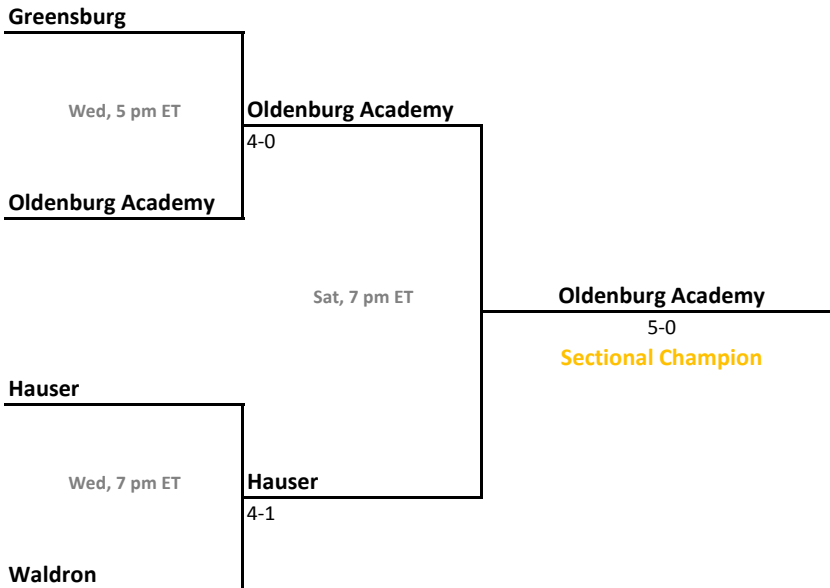 Greensburg
Wed, 5 pm ET
Oldenburg Academy
4-0
Oldenburg Academy
Sat, 7 pm ET
Oldenburg Academy
5-0
Sectional Champion
Hauser
Wed, 7 pm ET
Hauser
4-1
Waldron